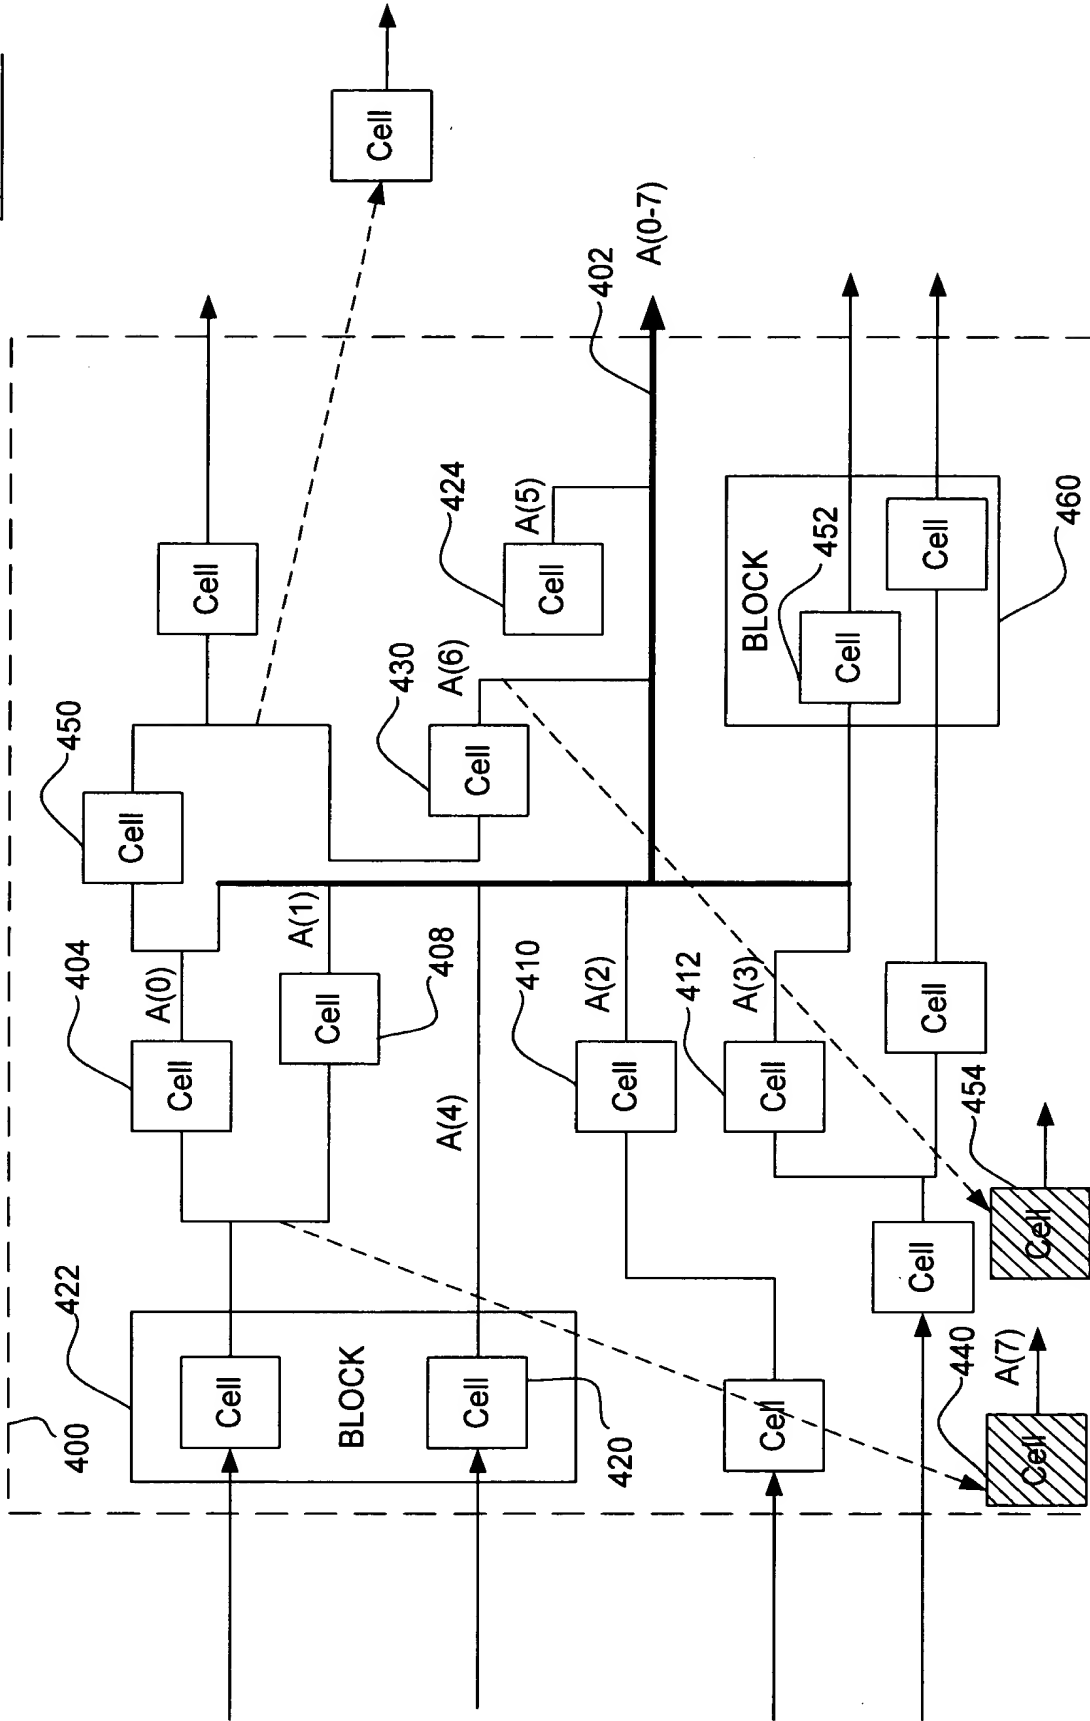 400
422
Cell
BLOCK
Cell
420
404
Cell
A(0)
Cell
A(1)
408
A(4)
450
Cell
Cell
Cell
430
Cell
A(6)
424
Cell
A(5)
402
A(0-7)
Cell
410
Cell
A(2)
412
Cell
A(3)
Cell
Cell
BLOCK
452
Cell
Cell
460
440
Cell
A(7)
454
Cell